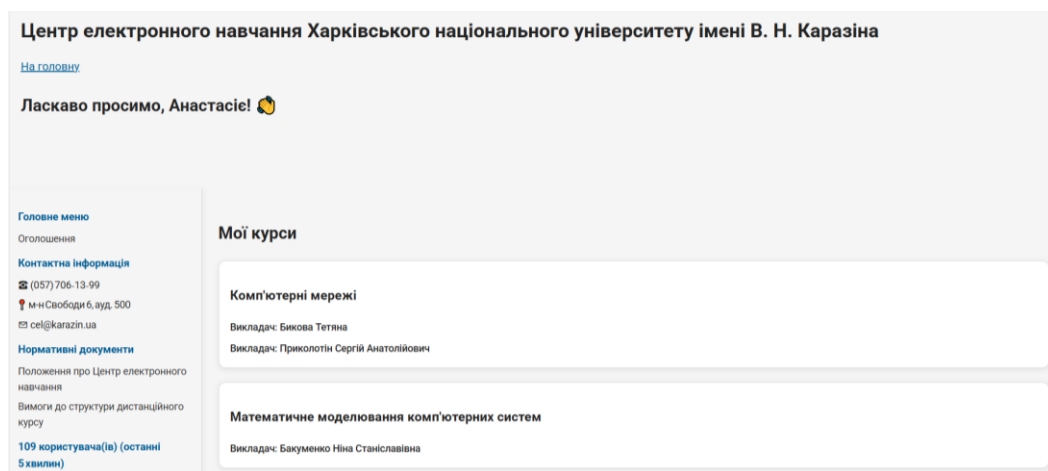 Центр електронного навчання Харківського національного університету імені В. Н. Каразіна
На головну
Ласкаво просимо, Анастасіє! 👋
Головне меню
Оголошення
Контактна інформація
☎ (057) 706-13-99
📍 м-н Свободи 6, ауд. 500
✉ cel@karazin.ua
Нормативні документи
Положення про Центр електронного
навчання
Вимоги до структури дистанційного
курсу
109 користувача(ів) (останні
5 хвилин)
Мої курси
Комп'ютерні мережі
Викладач: Бикова Тетяна
Викладач: Приколотін Сергій Анатолійович
Математичне моделювання комп'ютерних систем
Викладач: Бакуменко Ніна Станіславівна